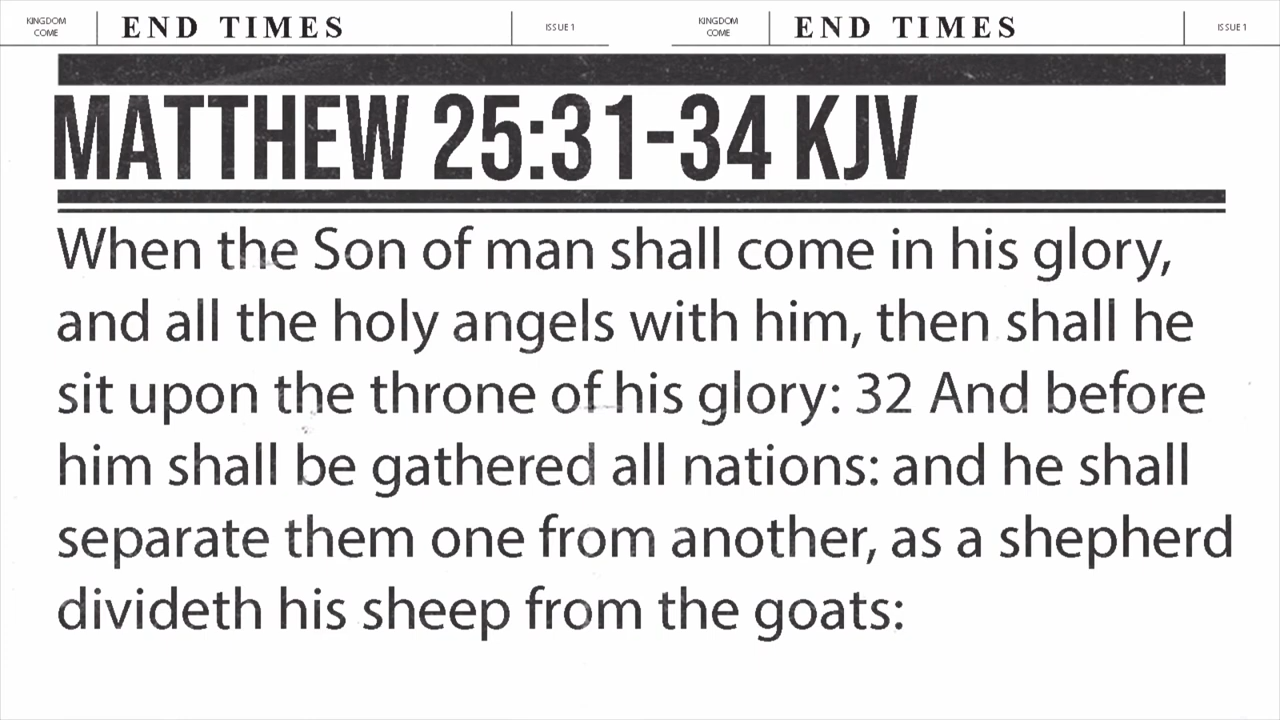 KINGDOM
COME
END TIMES
ISSUE 1
KINGDOM
COME
END TIMES
ISSUE 1
MATTHEW 25:31-34 KJV
When the Son of man shall come in his glory,
and all the holy angels with him, then shall he
sit upon the throne of his glory: 32 And before
him shall be gathered all nations: and he shall
separate them one from another, as a shepherd
divideth his sheep from the goats: